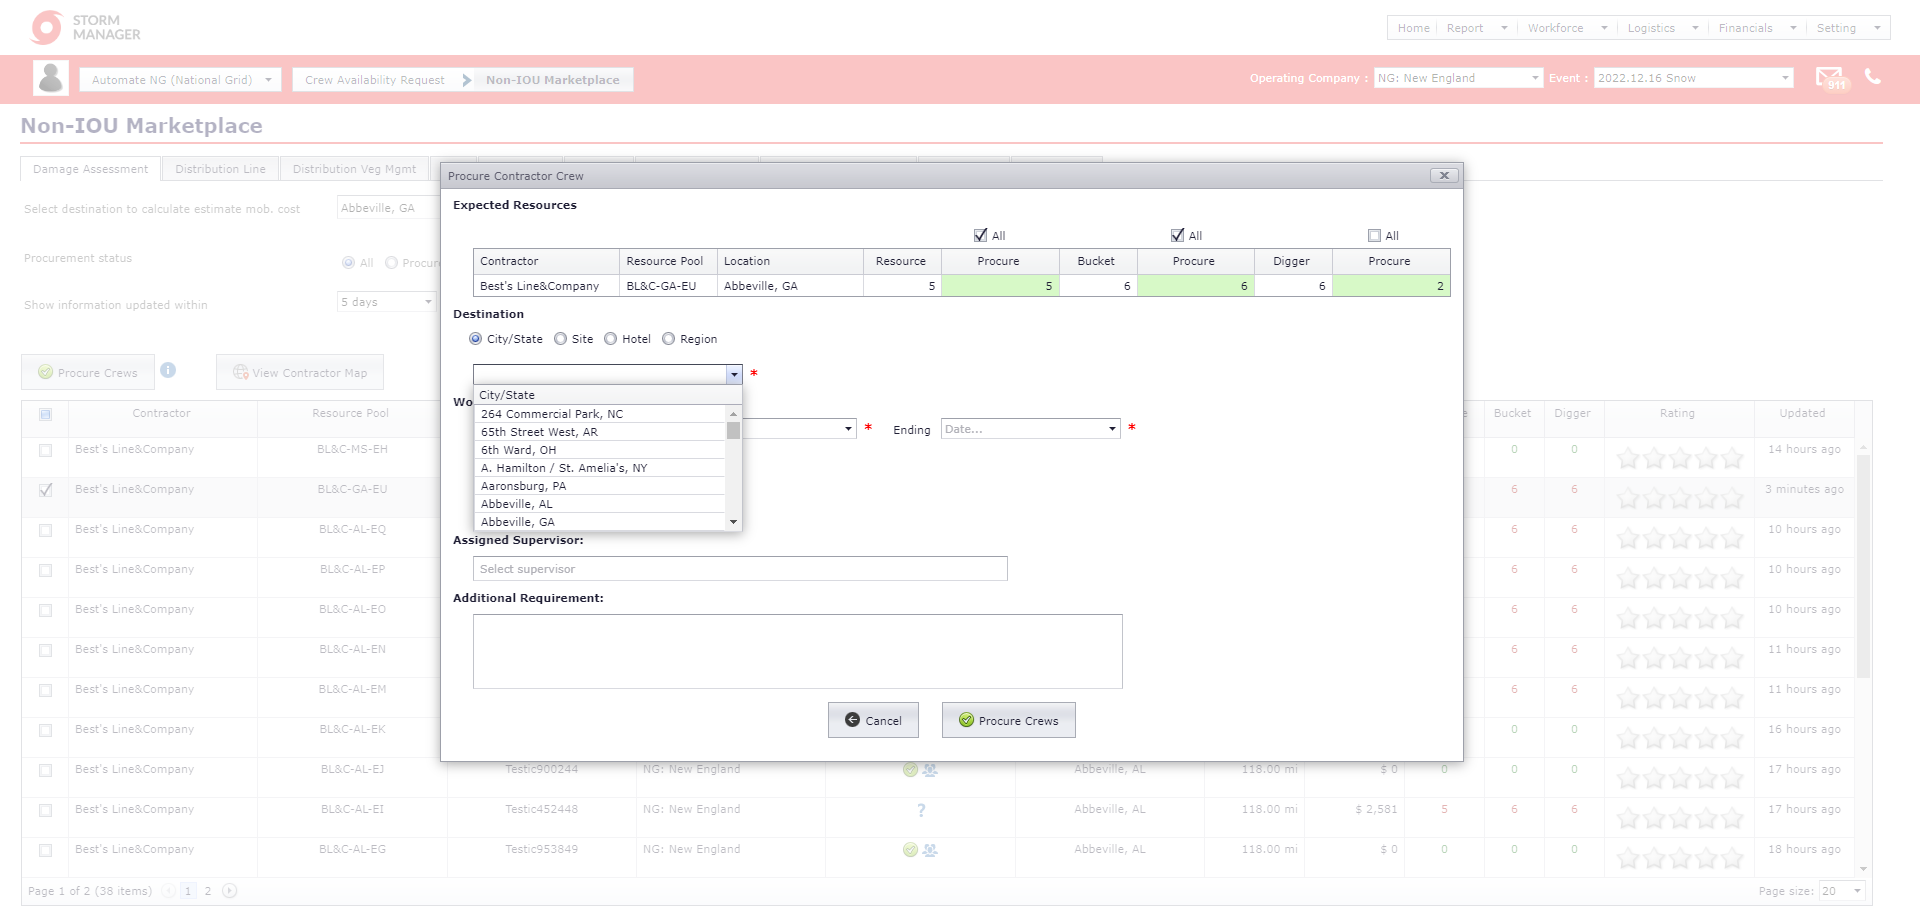 STORM
MANAGER
Home Report Workforce Logistics Financials Setting
Automate NG (National Grid) Crew Availability Request Non-IOU Marketplace Operating Company : NG: New England Event : 2022.12.16 Snow 911
Non-IOU Marketplace
Damage Assessment Distribution Line Distribution Veg Mgmt
Select destination to calculate estimate mob. cost Abbeville, GA
Procurement status All
Show information updated within 5 days
Procure Crews View Contractor Map
Procure Contractor Crew
Expected Resources
All All All
Contractor Resource Pool Location Resource Procure Bucket Procure Digger Procure
Best's Line&Company BL&C-GA-EU Abbeville, GA 5 5 6 6 6 2
Destination
City/State Site Hotel Region
*
City/State
264 Commercial Park, NC
65th Street West, AR
6th Ward, OH
A. Hamilton / St. Amelia's, NY
Aaronsburg, PA
Abbeville, AL
Abbeville, GA
* Ending Date... *
Assigned Supervisor:
Select supervisor
Additional Requirement:
Cancel Procure Crews
Contractor Resource Pool Bucket Digger Rating Updated
Best's Line&Company BL&C-MS-EH 0 0 14 hours ago
Best's Line&Company BL&C-GA-EU 6 6 3 minutes ago
Best's Line&Company BL&C-AL-EQ 6 6 10 hours ago
Best's Line&Company BL&C-AL-EP 6 6 10 hours ago
Best's Line&Company BL&C-AL-EO 6 6 10 hours ago
Best's Line&Company BL&C-AL-EN 6 6 11 hours ago
Best's Line&Company BL&C-AL-EM 6 6 11 hours ago
Best's Line&Company BL&C-AL-EK 0 0 16 hours ago
Best's Line&Company BL&C-AL-EJ Testic900244 NG: New England Abbeville, AL 118.00 mi $ 0 0 0 0 17 hours ago
Best's Line&Company BL&C-AL-EI Testic452448 NG: New England ? Abbeville, AL 118.00 mi $ 2,581 5 6 6 17 hours ago
Best's Line&Company BL&C-AL-EG Testic953849 NG: New England Abbeville, AL 118.00 mi $ 0 0 0 0 18 hours ago
Page 1 of 2 (38 items) 1 2 Page size: 20